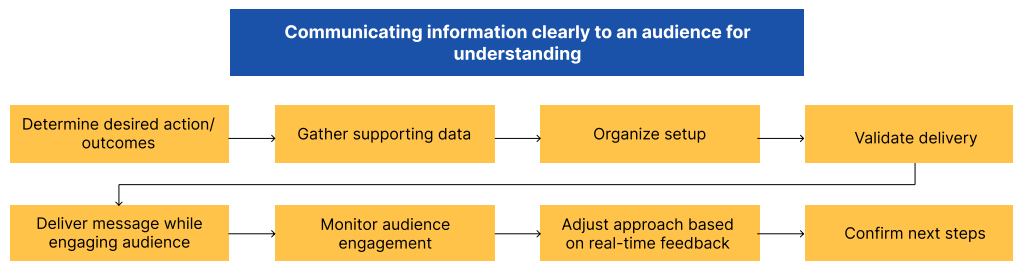 Communicating information clearly to an audience for
understanding
Determine desired action/
outcomes
Gather supporting data
Organize setup
Validate delivery
Deliver message while
engaging audience
Monitor audience
engagement
Adjust approach based
on real-time feedback
Confirm next steps